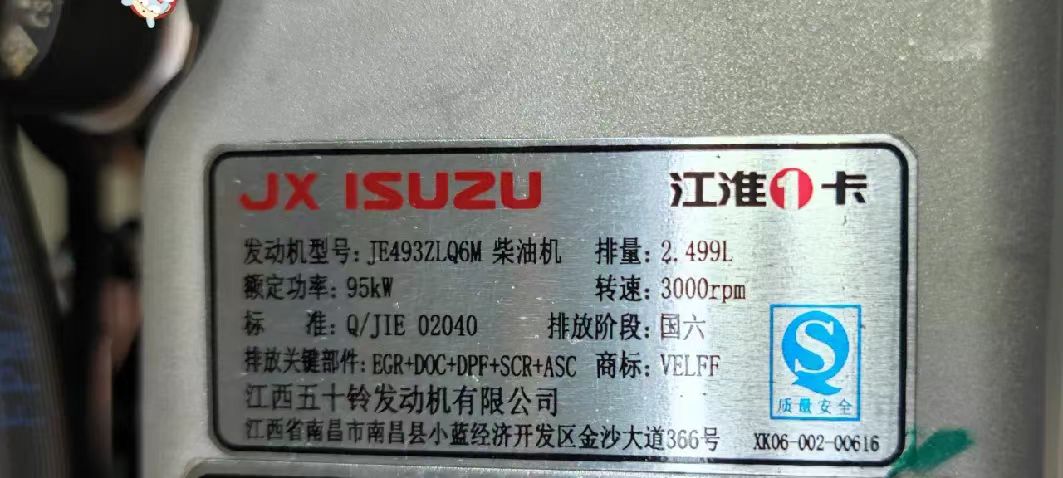 JX ISUZU 江淮1卡
发动机型号: JE493ZLQ6M 柴油机 排量: 2.499L
额定功率: 95kW 转速: 3000rpm
标 准: Q/JIE 02040 排放阶段: 国六
排放关键部件: EGR+DOC+DPF+SCR+ASC 商标: VELFF
江西五十铃发动机有限公司
江西省南昌市南昌县小蓝经济开发区金沙大道366号
QS
质量安全
XK06-002-00616